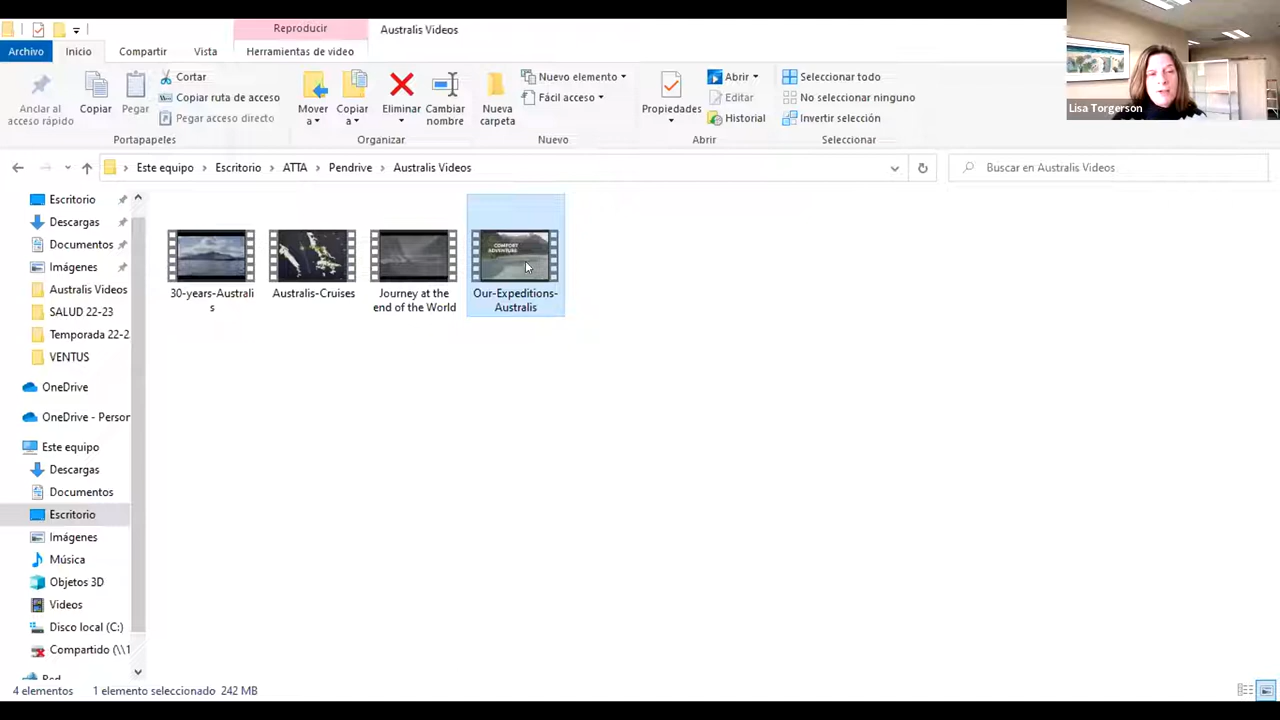 Reproducir
Australis Videos
Archivo
Inicio
Compartir
Vista
Herramientas de video
Anclar al
acceso rápido
Copiar
Pegar
Cortar
Copiar ruta de acceso
Pegar acceso directo
Portapapeles
Mover
a
Copiar
a
Eliminar
Cambiar
nombre
Organizar
Nueva
carpeta
Nuevo elemento
Fácil acceso
Nuevo
Propiedades
Abrir
Editar
Historial
Abrir
Seleccionar todo
No seleccionar ninguno
Invertir selección
Seleccionar
Lisa Torgerson
Este equipo
Escritorio
ATTA
Pendrive
Australis Videos
Buscar en Australis Videos
Escritorio
Descargas
Documentos
Imágenes
Australis Videos
SALUD 22-23
Temporada 22-2
VENTUS
OneDrive
OneDrive - Person
Este equipo
Descargas
Documentos
Escritorio
Imágenes
Música
Objetos 3D
Videos
Disco local (C:)
Compartido (\\1
Red
30-years-Australi
s
Australis-Cruises
Journey at the
end of the World
COMFORT
ADVENTURE
Our-Expeditions-
Australis
4 elementos
1 elemento seleccionado 242 MB